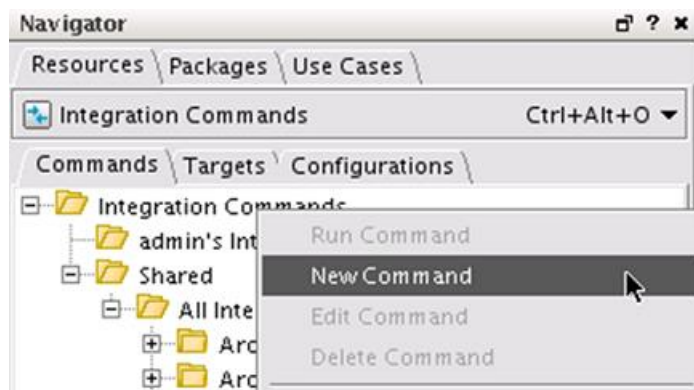 Navigator
Resources Packages Use Cases
Integration Commands Ctrl+Alt+O
Commands Targets Configurations
Integration Commands
admin's Int
Run Command
Shared
New Command
All Inte
Edit Command
Arc
Delete Command
Arc